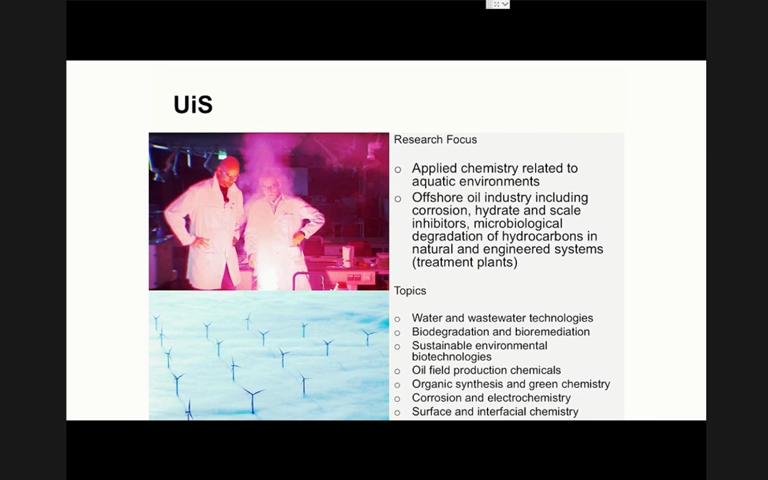 UiS
Research Focus
o Applied chemistry related to
aquatic environments
o Offshore oil industry including
corrosion, hydrate and scale
inhibitors, microbiological
degradation of hydrocarbons in
natural and engineered systems
(treatment plants)
Topics
o Water and wastewater technologies
o Biodegradation and bioremediation
o Sustainable environmental
biotechnologies
o Oil field production chemicals
o Organic synthesis and green chemistry
o Corrosion and electrochemistry
o Surface and interfacial chemistry